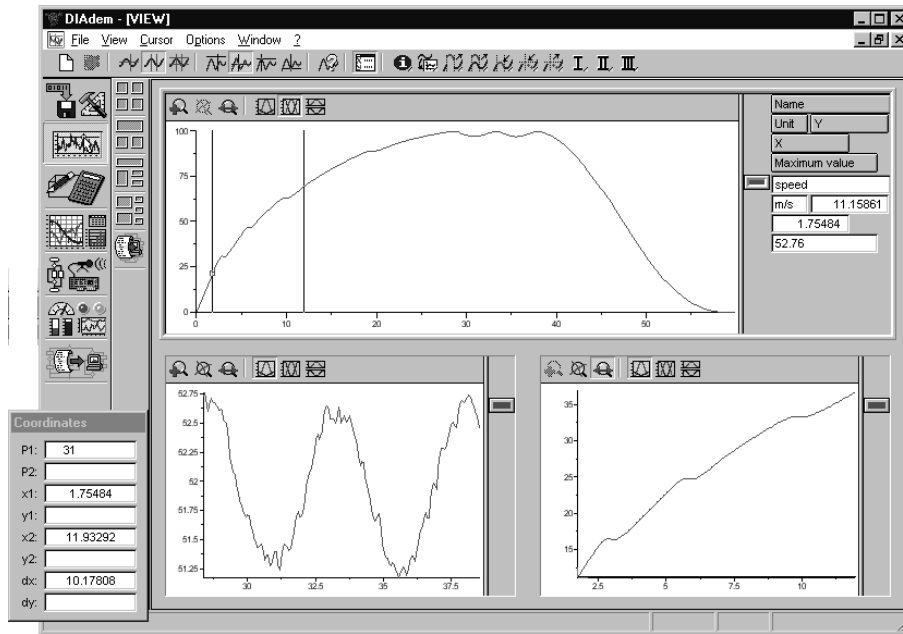 DIAdem - [VIEW]
File View Cursor Options Window ?
I. II. III.
100
75
50
25
0
0 10 20 30 40 50
Name
Unit Y
X
Maximum value
speed
m/s 11.15861
1.75484
52.76
52.75
52.5
52.25
52
51.75
51.5
51.25
30 32.5 35 37.5
35
30
25
20
15
2.5 5 7.5 10
Coordinates
P1: 31
P2:
x1: 1.75484
y1:
x2: 11.93292
y2:
dx: 10.17808
dy: